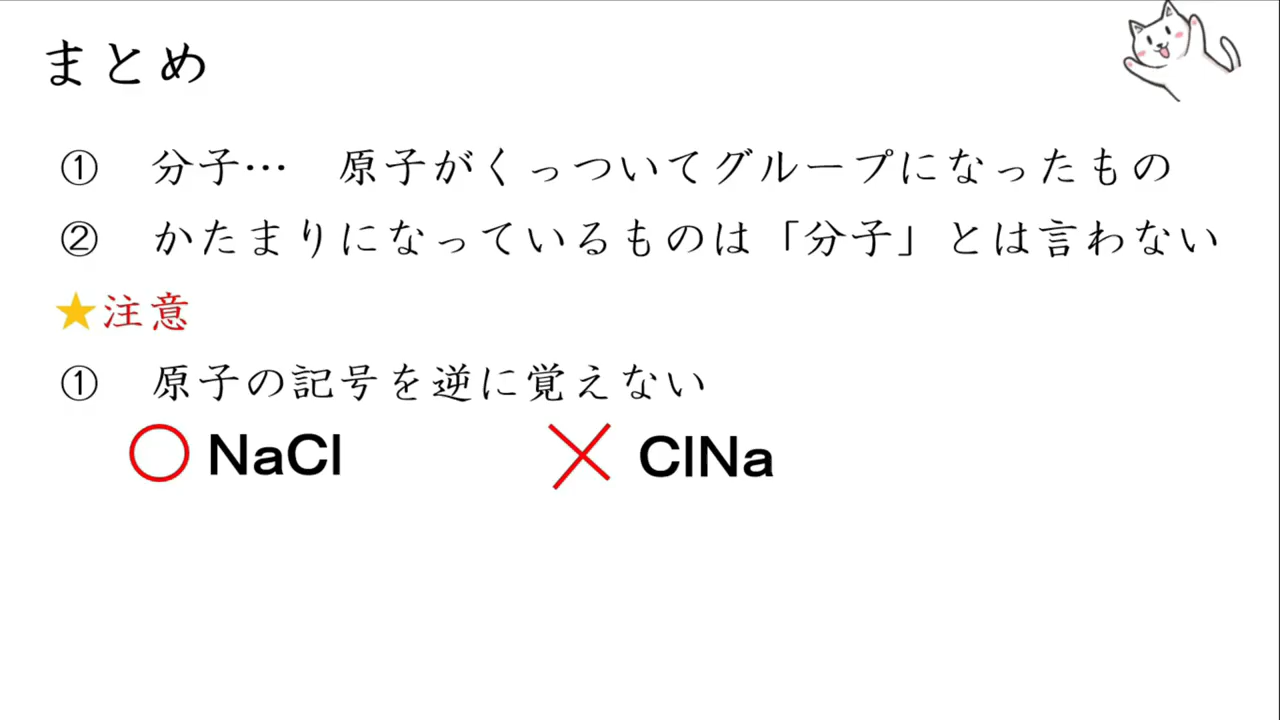 まとめ
① 分子… 原子がくっついてグループになったもの
② かたまりになっているものは「分子」とは言わない
★注意
① 原子の記号を逆に覚えない
○ NaCl × ClNa